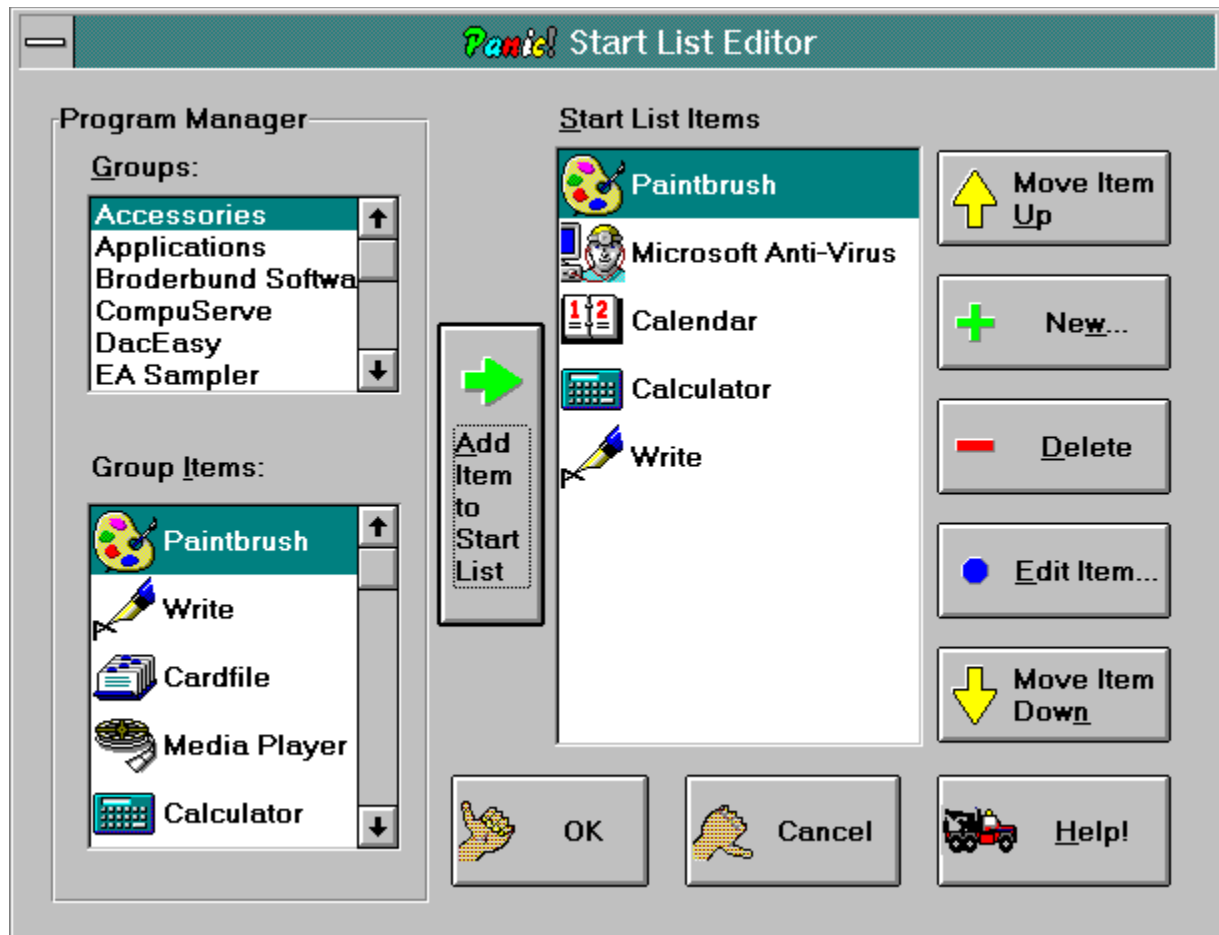 Panic! Start List Editor
Program Manager
Groups:
Accessories
Applications
Broderbund Softwa
CompuServe
DacEasy
EA Sampler
Group Items:
Paintbrush
Write
Cardfile
Media Player
Calculator
Add
Item
to
Start
List
Start List Items
Paintbrush
Microsoft Anti-Virus
1 2
Calendar
Calculator
Write
Move Item
Up
New...
Delete
Edit Item...
Move Item
Down
OK
Cancel
Help!